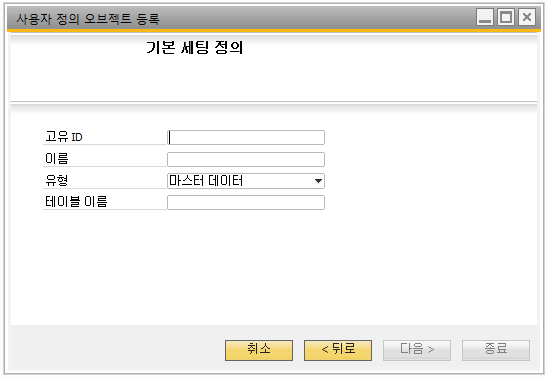 사용자 정의 오브젝트 등록
기본 세팅 정의
고유 ID
이름
유형 마스터 데이터
테이블 이름
취소 < 뒤로 다음 > 종료